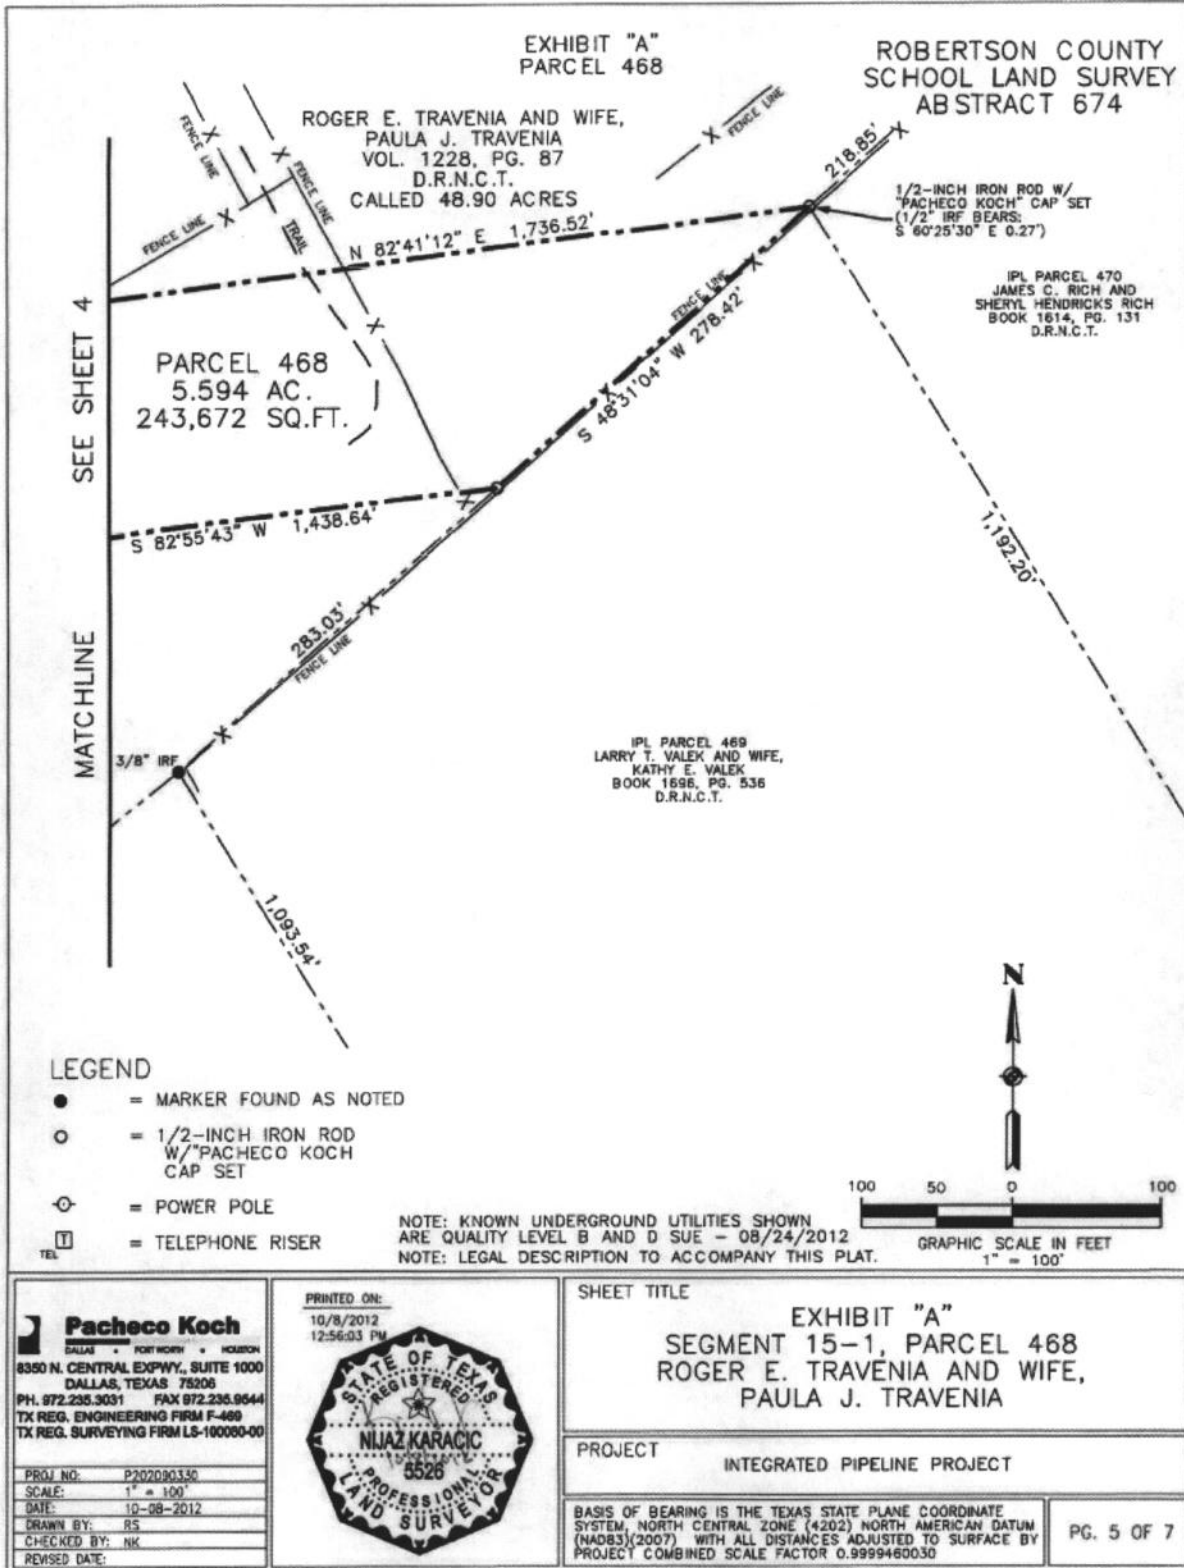 EXHIBIT "A"
PARCEL 468
ROBERTSON COUNTY
SCHOOL LAND SURVEY
ABSTRACT 674
ROGER E. TRAVENIA AND WIFE,
PAULA J. TRAVENIA
VOL. 1228, PG. 87
D.R.N.C.T.
CALLED 48.90 ACRES
FENCE LINE
FENCE LINE
FENCE LINE
FENCE LINE
TRAIL
218.85'
1/2-INCH IRON ROD W/
"PACHECO KOCH" CAP SET
(1/2" IRF BEARS:
S 60°25'30" E 0.27')
N 82°41'12" E 1,736.52'
IPL PARCEL 470
JAMES C. RICH AND
SHERYL HENDRICKS RICH
BOOK 1614, PG. 131
D.R.N.C.T.
FENCE LINE
S 48°31'04" W 278.42'
PARCEL 468
5.594 AC.
243,672 SQ.FT.
MATCHLINE SEE SHEET 4
S 82°55'43" W 1,438.64'
1,192.20'
283.03'
FENCE LINE
3/8" IRF
IPL PARCEL 469
LARRY T. VALEK AND WIFE,
KATHY E. VALEK
BOOK 1696, PG. 536
D.R.N.C.T.
1,093.54'
N
LEGEND
= MARKER FOUND AS NOTED
= 1/2-INCH IRON ROD
W/"PACHECO KOCH
CAP SET
= POWER POLE
T
TEL
= TELEPHONE RISER
NOTE: KNOWN UNDERGROUND UTILITIES SHOWN
ARE QUALITY LEVEL B AND D SUE - 08/24/2012
NOTE: LEGAL DESCRIPTION TO ACCOMPANY THIS PLAT.
100 50 0 100
GRAPHIC SCALE IN FEET
1" = 100'
Pacheco Koch
DALLAS • FORT WORTH • HOUSTON
8350 N. CENTRAL EXPWY., SUITE 1000
DALLAS, TEXAS 75206
PH. 972.235.3031 FAX 972.235.9544
TX REG. ENGINEERING FIRM F-469
TX REG. SURVEYING FIRM LS-100080-00
PROJ NO: P202090330
SCALE: 1" = 100'
DATE: 10-08-2012
DRAWN BY: RS
CHECKED BY: NK
REVISED DATE:
PRINTED ON:
10/8/2012
12:56:03 PM
STATE OF TEXAS
REGISTERED
NIJAZ KARACIC
5526
PROFESSIONAL
LAND SURVEYOR
SHEET TITLE
EXHIBIT "A"
SEGMENT 15-1, PARCEL 468
ROGER E. TRAVENIA AND WIFE,
PAULA J. TRAVENIA
PROJECT
INTEGRATED PIPELINE PROJECT
BASIS OF BEARING IS THE TEXAS STATE PLANE COORDINATE
SYSTEM, NORTH CENTRAL ZONE (4202) NORTH AMERICAN DATUM
(NAD83)(2007) WITH ALL DISTANCES ADJUSTED TO SURFACE BY
PROJECT COMBINED SCALE FACTOR 0.9999460030
PG. 5 OF 7